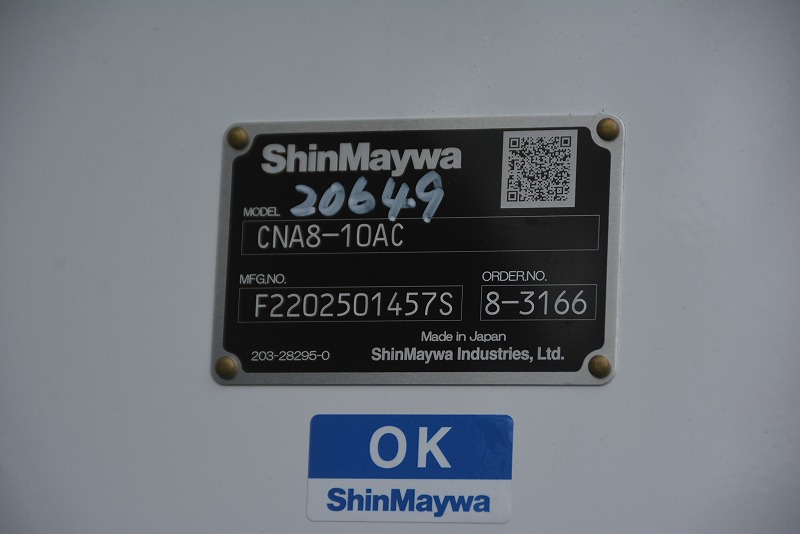 ShinMaywa
20649
MODEL
CNA8-10AC
MFG.NO.
ORDER.NO.
F2202501457S
8-3166
Made in Japan
203-28295-0
ShinMaywa Industries, Ltd.
OK
ShinMaywa